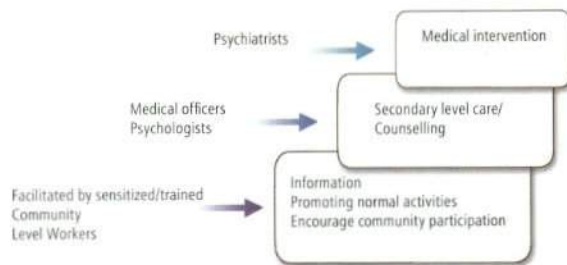 Psychiatrists
Medical intervention
Medical officers
Psychologists
Secondary level care/
Counselling
Facilitated by sensitized/trained
Community
Level Workers
Information
Promoting normal activities
Encourage community participation